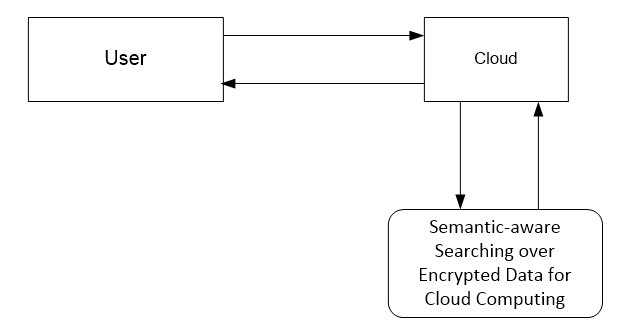 User
Cloud
Semantic-aware
Searching over
Encrypted Data for
Cloud Computing